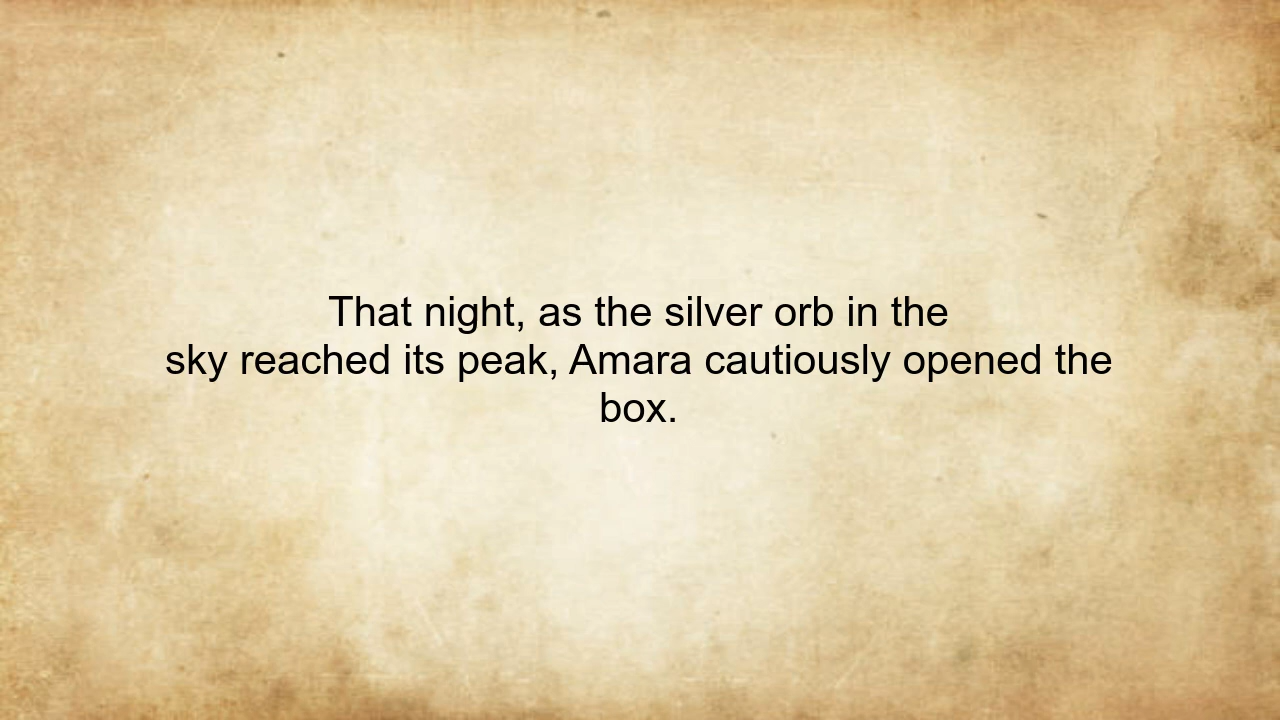 That night, as the silver orb in the
sky reached its peak, Amara cautiously opened the
box.